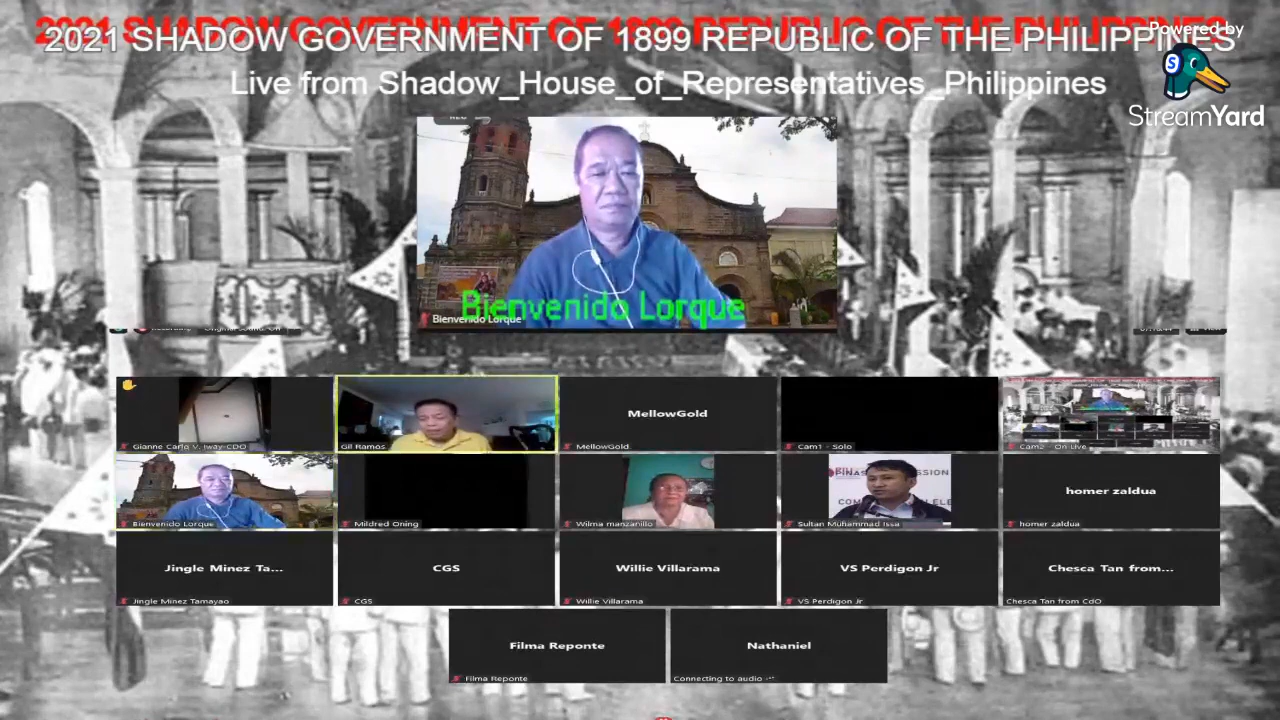 2021 SHADOW GOVERNMENT OF 1899 REPUBLIC OF THE PHILIPPINES
Powered by
StreamYard
Live from Shadow_House_of_Representatives_Philippines
Bienvenido Lorque
Bienvenido Lorque
Gianne Carlo V. Iway-CDO
Gil Ramos
MellowGold
MellowGold
Cam1 - Solo
Cam2 - On-Live
Bienvenido Lorque
Mildred Oning
Wilma manzanillo
Sultan Muhammad Issa
homer zaldua
homer zaldua
Jingle Minez Ta...
Jingle Minez Tamayao
CGS
CGS
Willie Villarama
Willie Villarama
VS Perdigon Jr
VS Perdigon Jr
Chesca Tan from...
Chesca Tan from CdO
Filma Reponte
Filma Reponte
Nathaniel
Connecting to audio